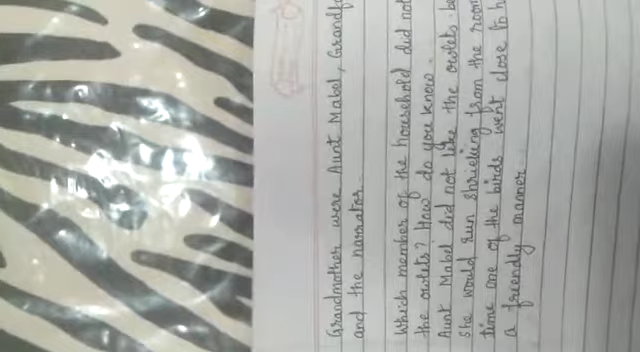 Grandmother were Aunt Mabel, Grandf
and the narrator.
Which member of the household did not
the owlets? How do you know.
Aunt Mabel did not like the owlets be
She would run shrieking from the room
time one of the birds went close to h
a friendly manner